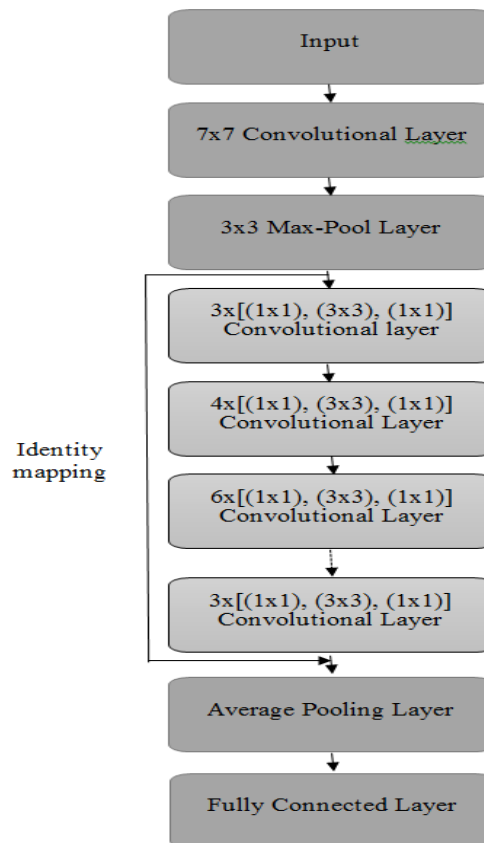 Input
7x7 Convolutional Layer
3x3 Max-Pool Layer
3x[(1x1), (3x3), (1x1)]
Convolutional layer
4x[(1x1), (3x3), (1x1)]
Convolutional Layer
Identity
mapping
6x[(1x1), (3x3), (1x1)]
Convolutional Layer
3x[(1x1), (3x3), (1x1)]
Convolutional Layer
Average Pooling Layer
Fully Connected Layer